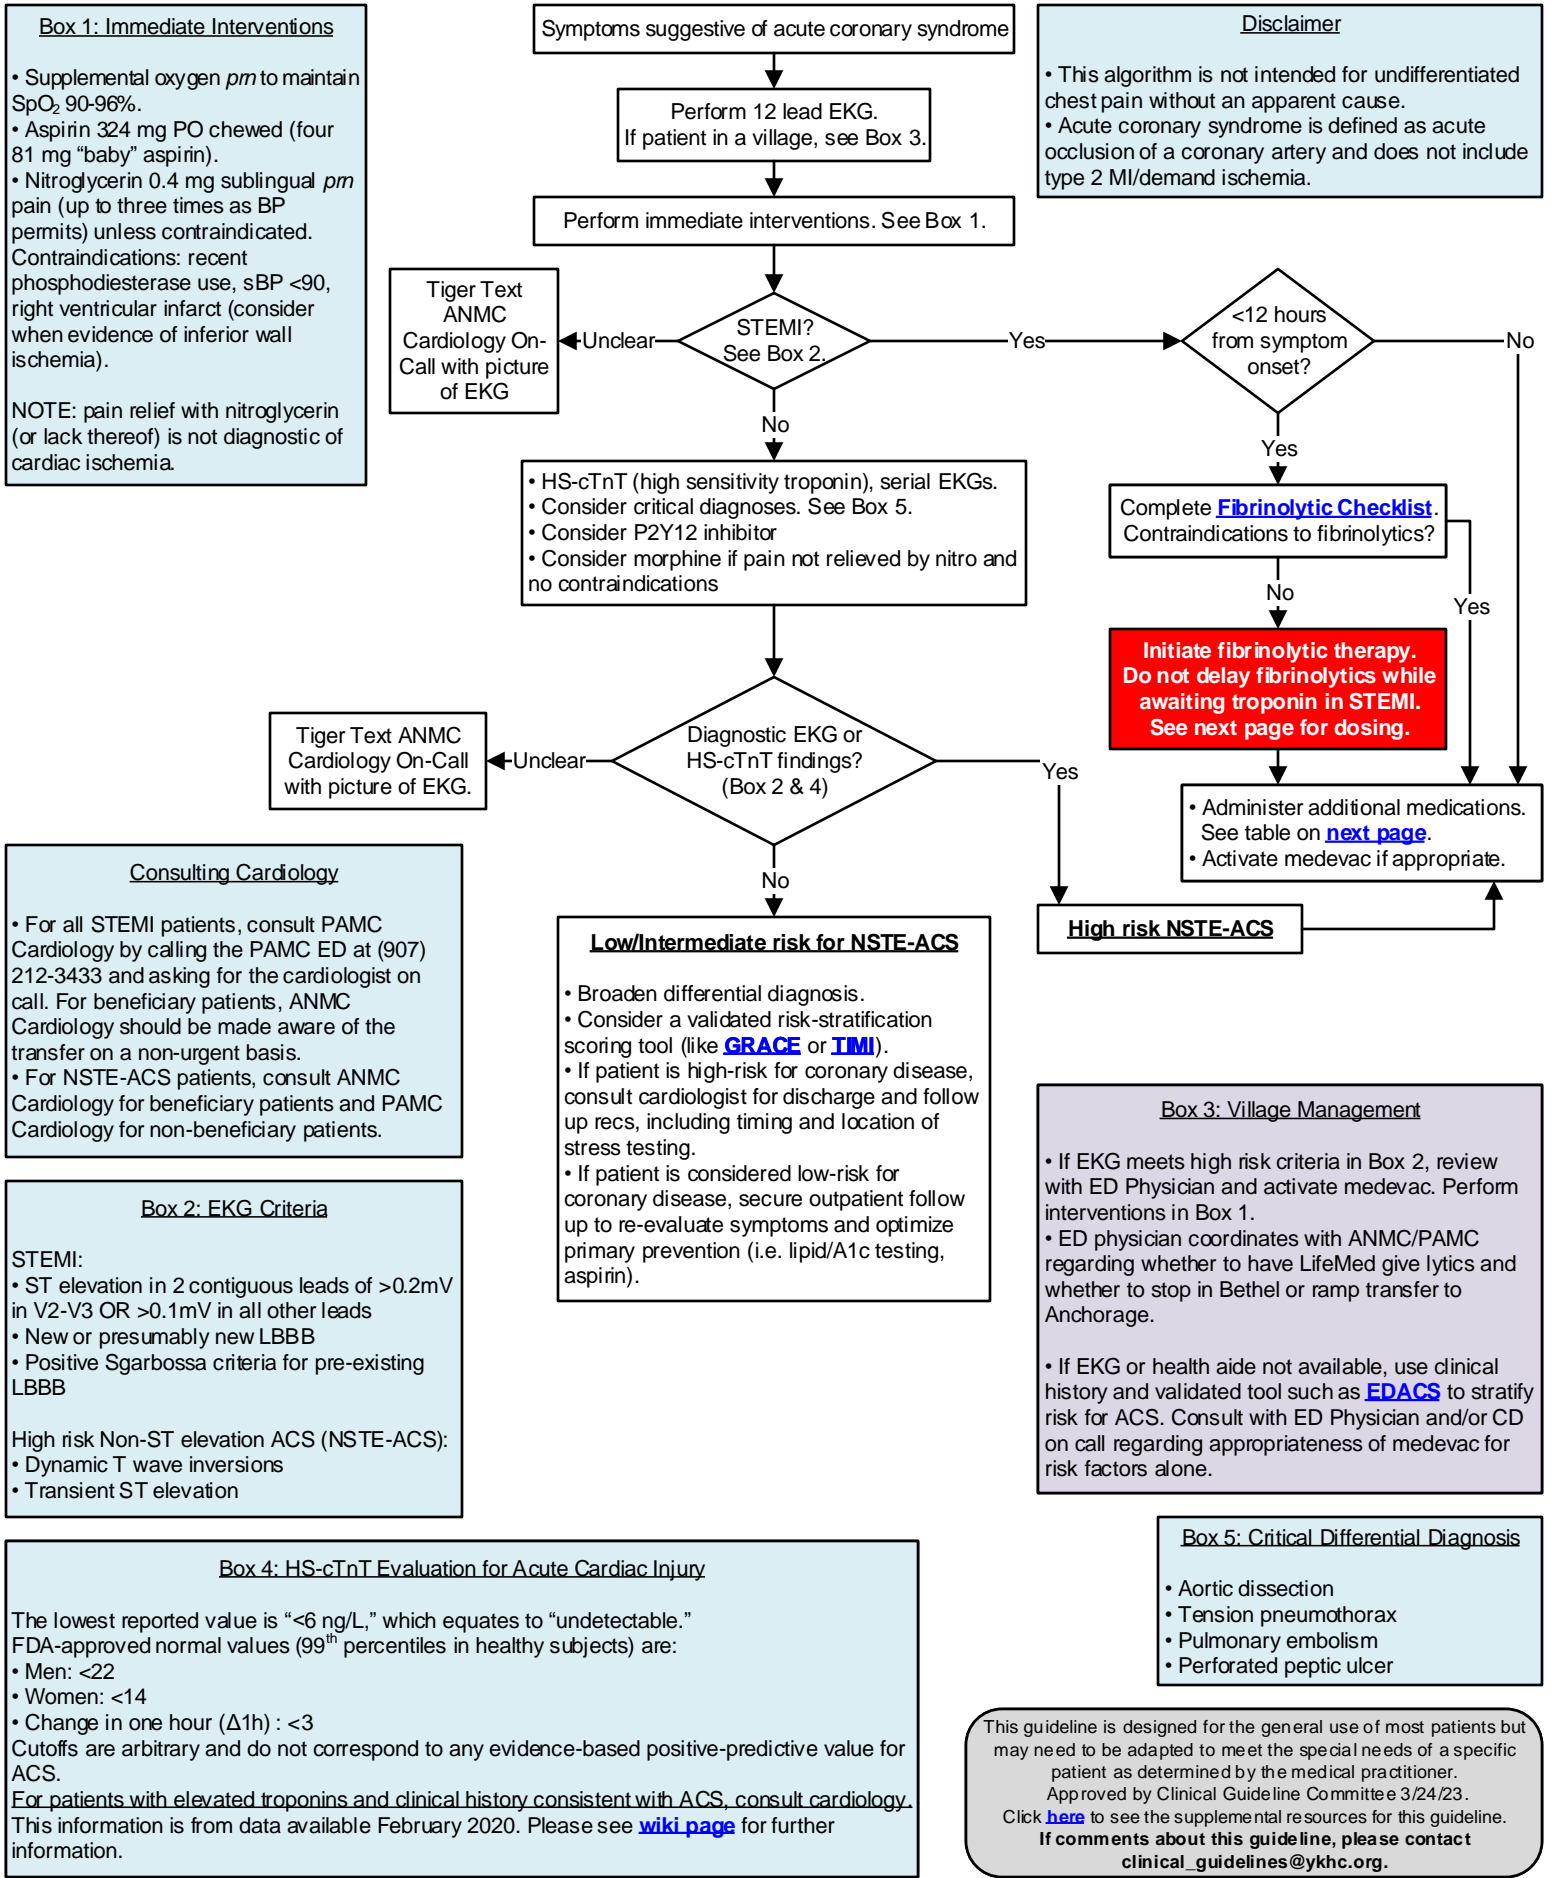 Box 1: Immediate Interventions
• Supplemental oxygen prn to maintain
SpO2 90-96%.
• Aspirin 324 mg PO chewed (four
81 mg “baby” aspirin).
• Nitroglycerin 0.4 mg sublingual prn
pain (up to three times as BP
permits) unless contraindicated.
Contraindications: recent
phosphodiesterase use, sBP <90,
right ventricular infarct (consider
when evidence of inferior wall
ischemia).
NOTE: pain relief with nitroglycerin
(or lack thereof) is not diagnostic of
cardiac ischemia.
Symptoms suggestive of acute coronary syndrome
Perform 12 lead EKG.
If patient in a village, see Box 3.
Perform immediate interventions. See Box 1.
Disclaimer
• This algorithm is not intended for undifferentiated
chest pain without an apparent cause.
• Acute coronary syndrome is defined as acute
occlusion of a coronary artery and does not include
type 2 MI/demand ischemia.
Tiger Text
ANMC
Cardiology On-
Call with picture
of EKG
Unclear
STEMI?
See Box 2.
Yes
<12 hours
from symptom
onset?
No
No
Yes
• HS-cTnT (high sensitivity troponin), serial EKGs.
• Consider critical diagnoses. See Box 5.
• Consider P2Y12 inhibitor
• Consider morphine if pain not relieved by nitro and
no contraindications
Complete Fibrinolytic Checklist.
Contraindications to fibrinolytics?
No
Yes
Initiate fibrinolytic therapy.
Do not delay fibrinolytics while
awaiting troponin in STEMI.
See next page for dosing.
Tiger Text ANMC
Cardiology On-Call
with picture of EKG.
Unclear
Diagnostic EKG or
HS-cTnT findings?
(Box 2 & 4)
Yes
• Administer additional medications.
See table on next page.
• Activate medevac if appropriate.
No
High risk NSTE-ACS
Consulting Cardiology
• For all STEMI patients, consult PAMC
Cardiology by calling the PAMC ED at (907)
212-3433 and asking for the cardiologist on
call. For beneficiary patients, ANMC
Cardiology should be made aware of the
transfer on a non-urgent basis.
• For NSTE-ACS patients, consult ANMC
Cardiology for beneficiary patients and PAMC
Cardiology for non-beneficiary patients.
Low/Intermediate risk for NSTE-ACS
• Broaden differential diagnosis.
• Consider a validated risk-stratification
scoring tool (like GRACE or TIMI).
• If patient is high-risk for coronary disease,
consult cardiologist for discharge and follow
up recs, including timing and location of
stress testing.
• If patient is considered low-risk for
coronary disease, secure outpatient follow
up to re-evaluate symptoms and optimize
primary prevention (i.e. lipid/A1c testing,
aspirin).
Box 3: Village Management
• If EKG meets high risk criteria in Box 2, review
with ED Physician and activate medevac. Perform
interventions in Box 1.
• ED physician coordinates with ANMC/PAMC
regarding whether to have LifeMed give lytics and
whether to stop in Bethel or ramp transfer to
Anchorage.
• If EKG or health aide not available, use clinical
history and validated tool such as EDACS to stratify
risk for ACS. Consult with ED Physician and/or CD
on call regarding appropriateness of medevac for
risk factors alone.
Box 2: EKG Criteria
STEMI:
• ST elevation in 2 contiguous leads of >0.2mV
in V2-V3 OR >0.1mV in all other leads
• New or presumably new LBBB
• Positive Sgarbossa criteria for pre-existing
LBBB
High risk Non-ST elevation ACS (NSTE-ACS):
• Dynamic T wave inversions
• Transient ST elevation
Box 4: HS-cTnT Evaluation for Acute Cardiac Injury
The lowest reported value is “<6 ng/L,” which equates to “undetectable.”
FDA-approved normal values (99th percentiles in healthy subjects) are:
• Men: <22
• Women: <14
• Change in one hour (Δ1h) : <3
Cutoffs are arbitrary and do not correspond to any evidence-based positive-predictive value for
ACS.
For patients with elevated troponins and clinical history consistent with ACS, consult cardiology.
This information is from data available February 2020. Please see wiki page for further
information.
Box 5: Critical Differential Diagnosis
• Aortic dissection
• Tension pneumothorax
• Pulmonary embolism
• Perforated peptic ulcer
This guideline is designed for the general use of most patients but
may need to be adapted to meet the special needs of a specific
patient as determined by the medical practitioner.
Approved by Clinical Guideline Committee 3/24/23.
Click here to see the supplemental resources for this guideline.
If comments about this guideline, please contact
clinical_guidelines@ykhc.org.